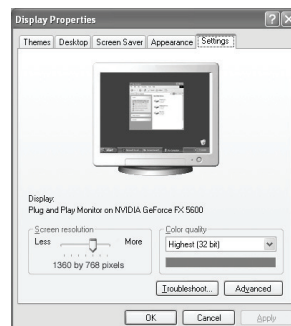 Display Properties
Themes Desktop Screen Saver Appearance Settings
Display:
Plug and Play Monitor on NVIDIA GeForce FX 5600
Screen resolution
Less More
1360 by 768 pixels
Color quality
Highest (32 bit)
Troubleshoot... Advanced
OK Cancel Apply